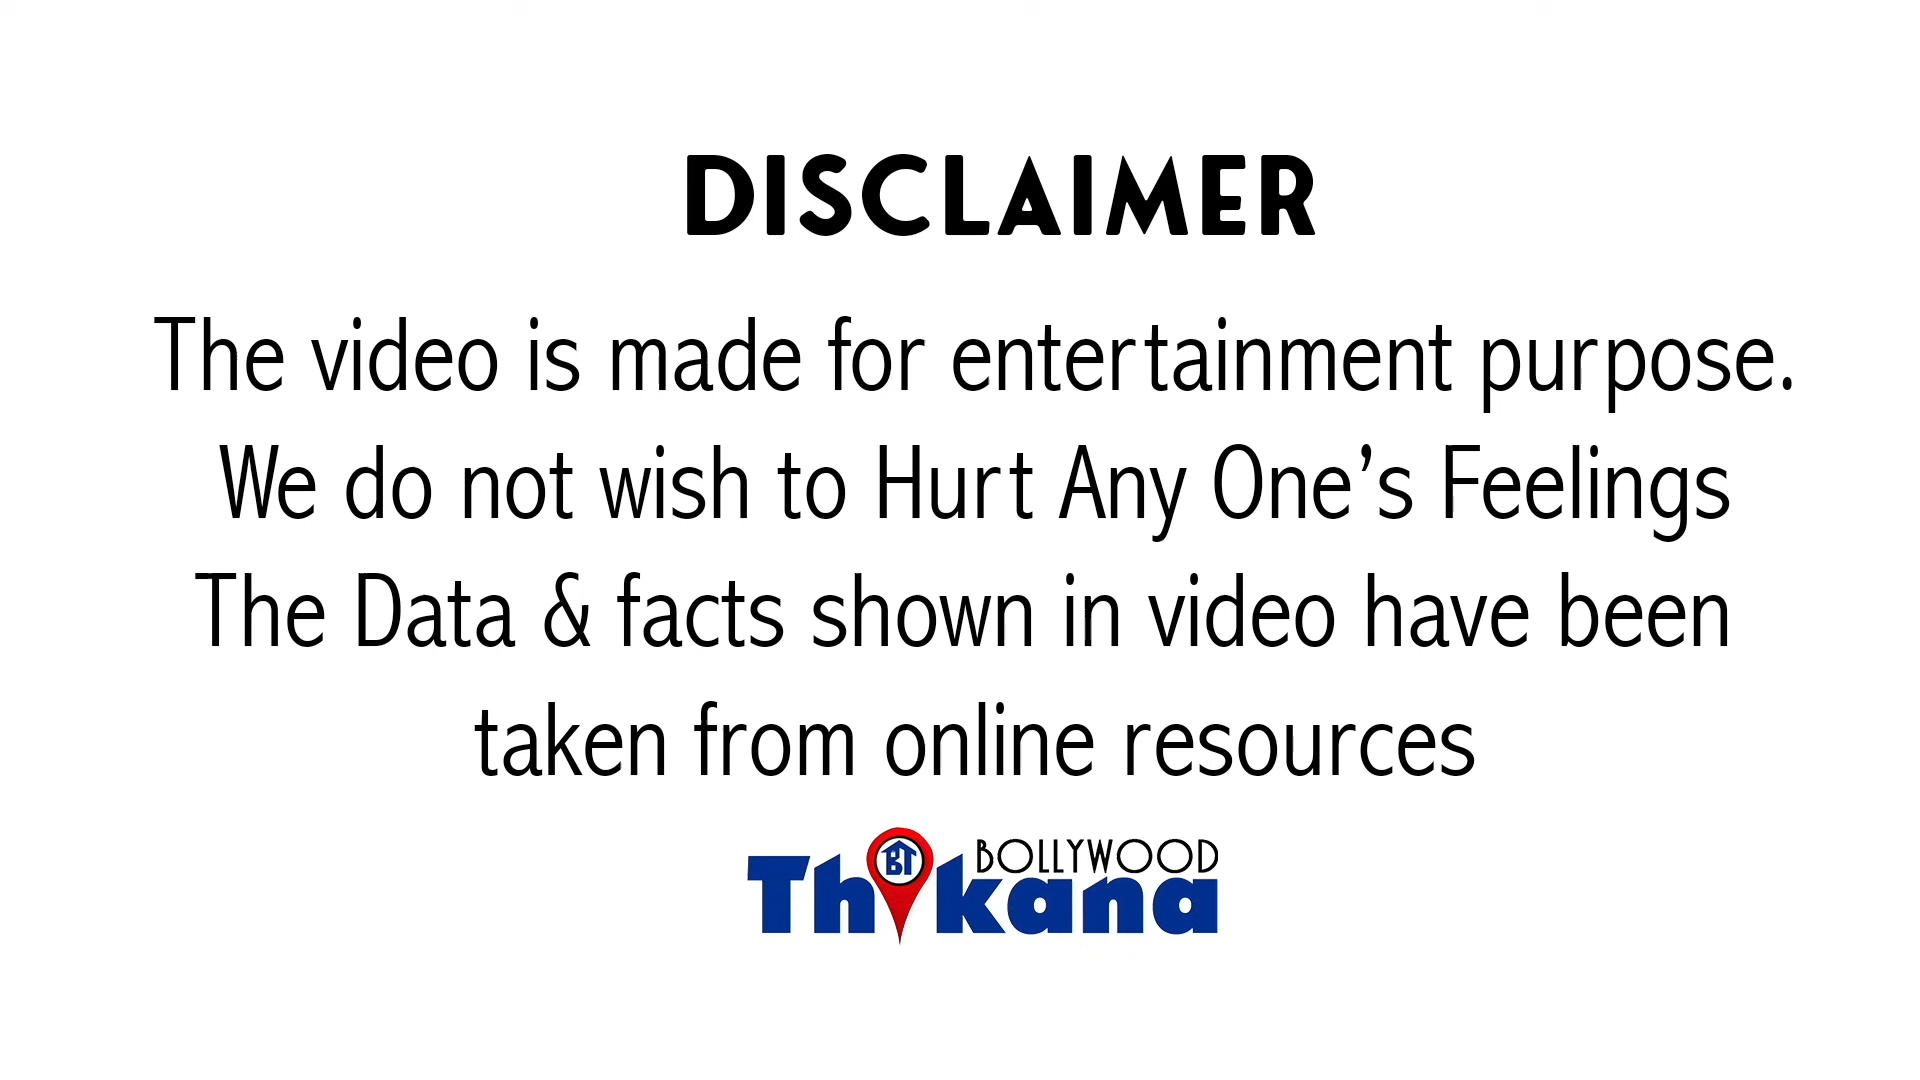 DISCLAIMER
The video is made for entertainment purpose.
We do not wish to Hurt Any One’s Feelings
The Data & facts shown in video have been
taken from online resources
BT
BOLLYWOOD
Thikana